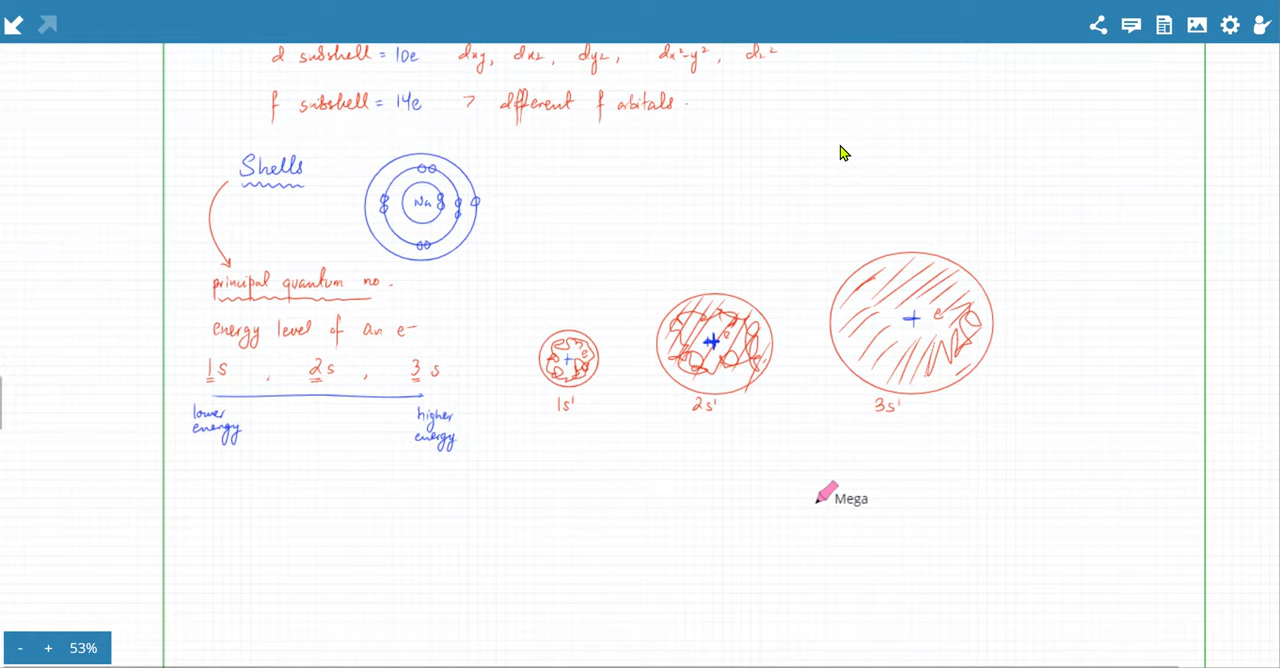 d subshell = 10e dxy, dxz, dyz, dx²-y², dz²
f subshell = 14e 7 different f orbitals.
Shells
Na
principal quantum no.
energy level of an e-
1s, 2s, 3s
lower energy
higher energy
+ e
1s¹
+ e
2s¹
+ e
3s¹
Mega
- + 53%